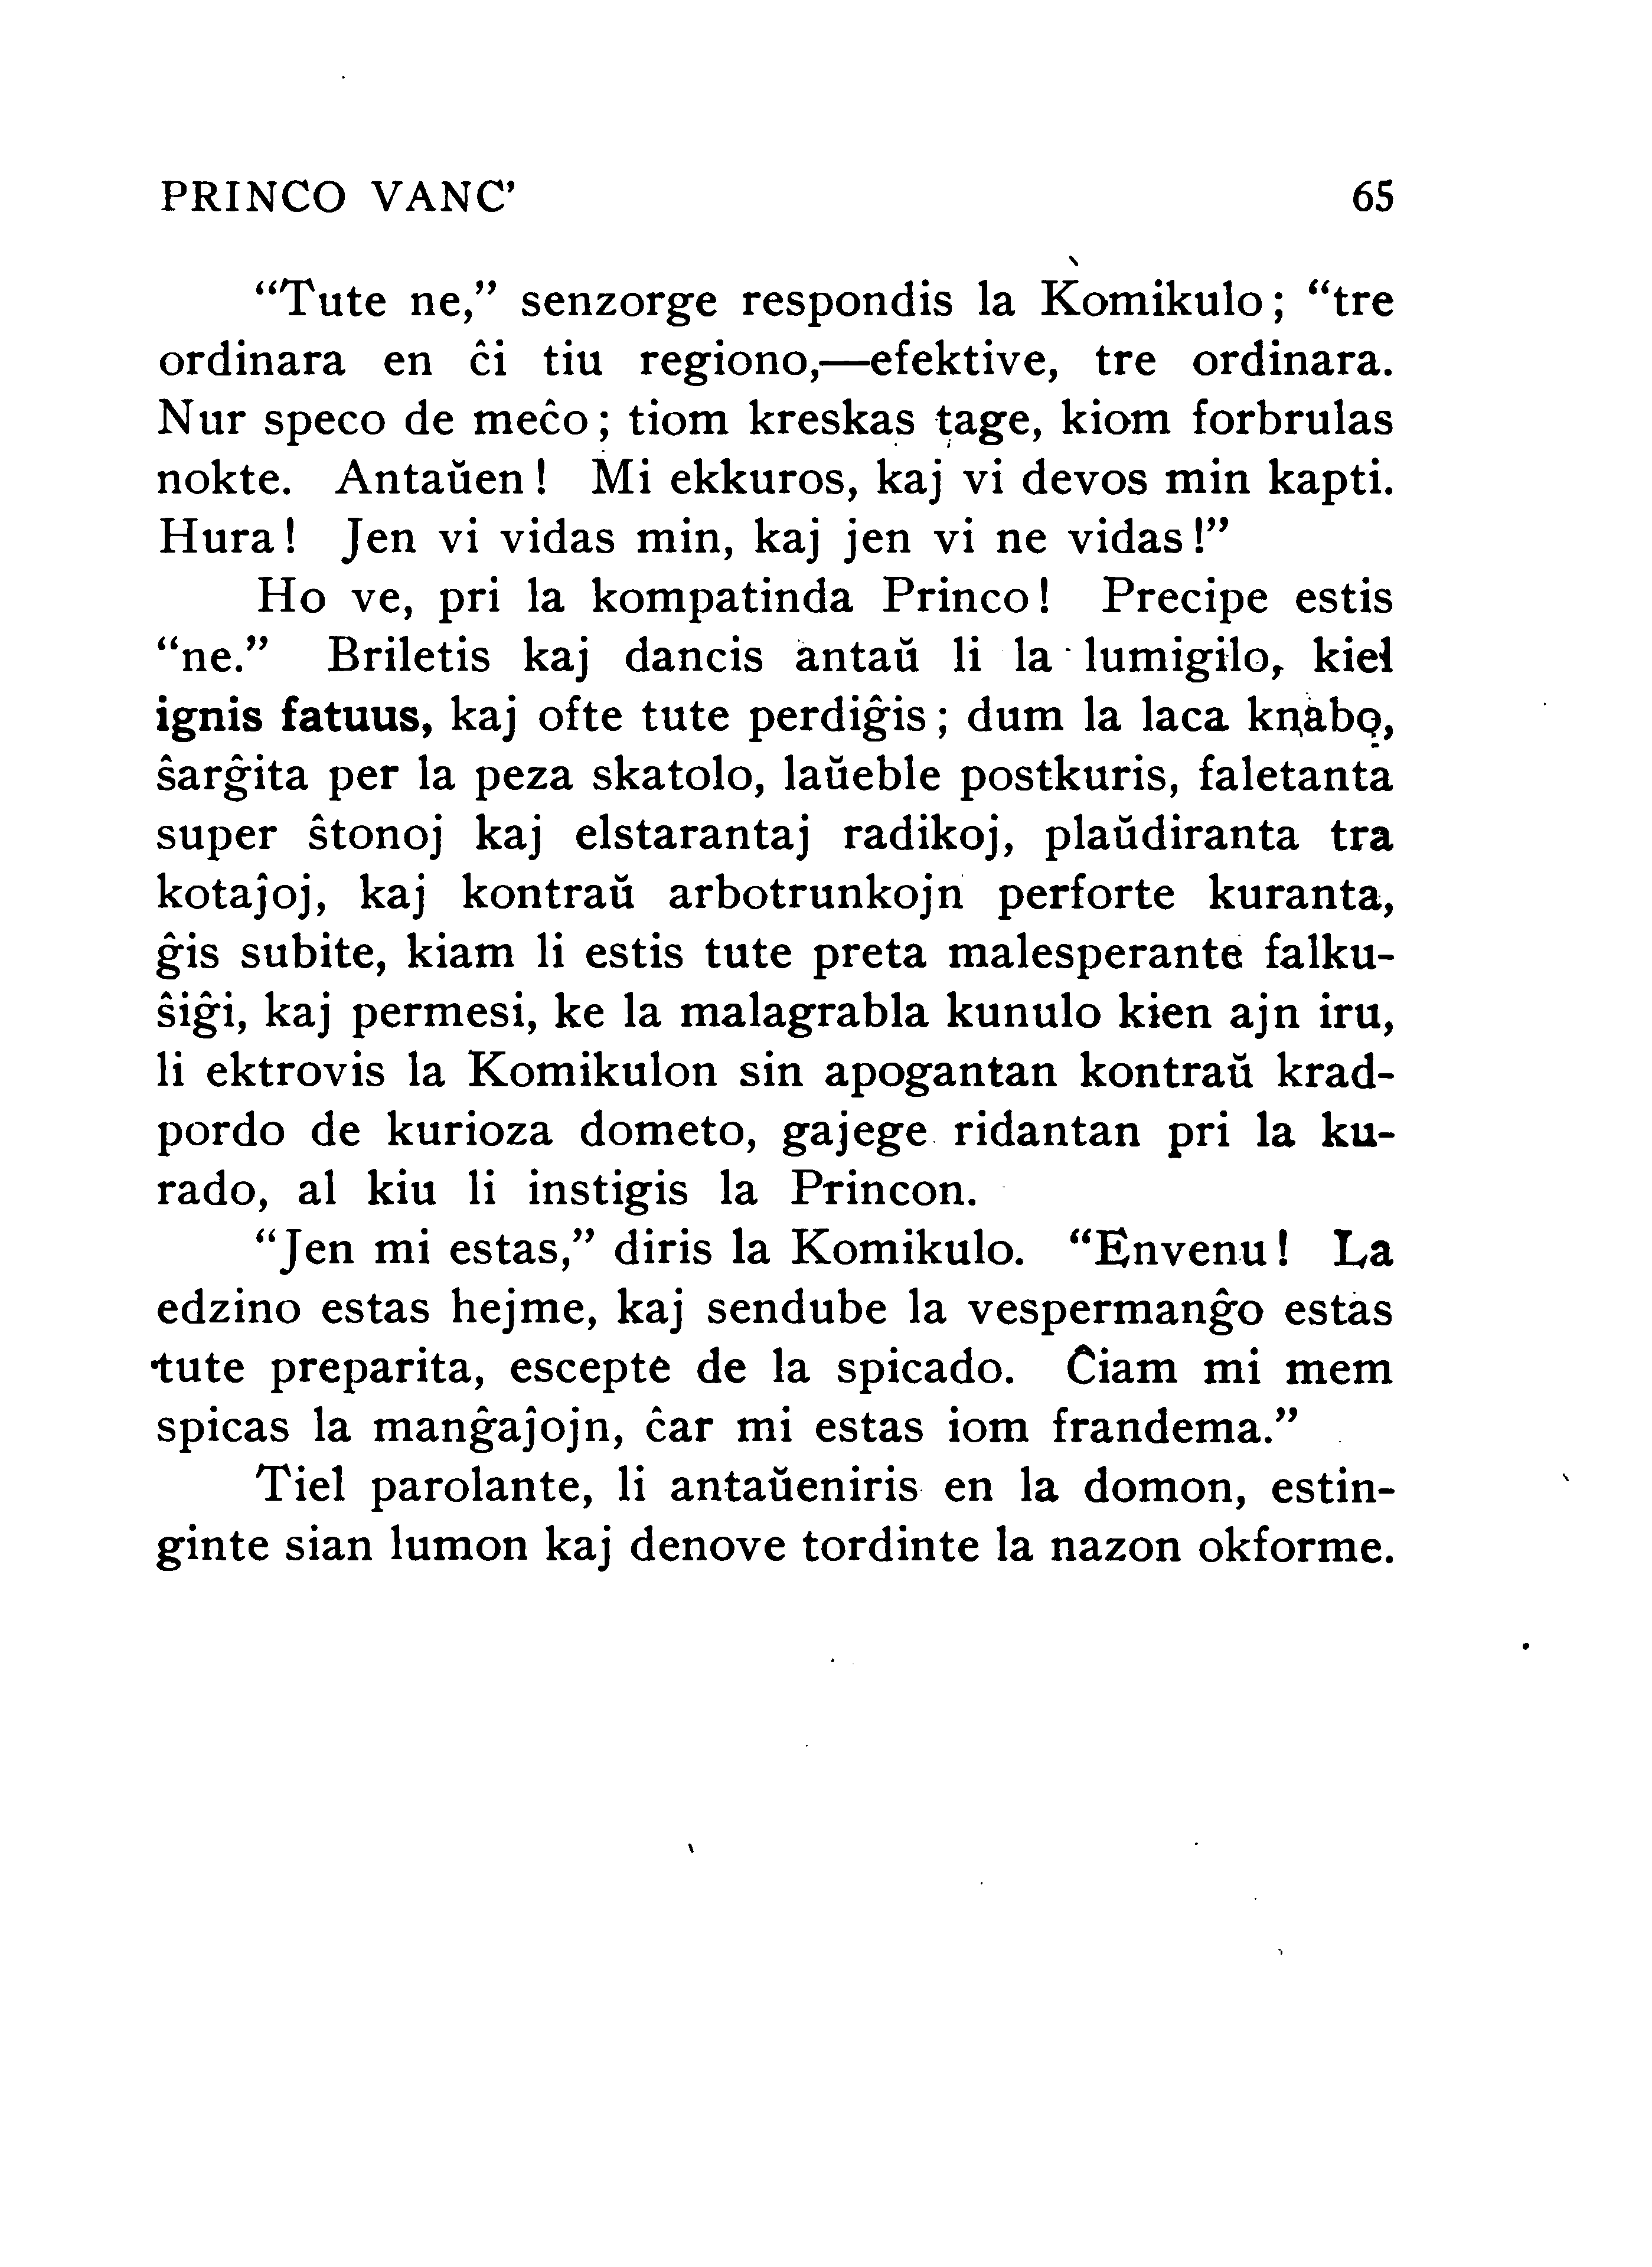 PRINCO VANC’ 65
“Tute ne,” senzorge respondis la Komikulo; “tre
ordinara en ĉi tiu regiono,—efektive, tre ordinara.
Nur speco de meĉo; tiom kreskas tage, kiom forbrulas
nokte. Antaŭen! Mi ekkuros, kaj vi devos min kapti.
Hura! Jen vi vidas min, kaj jen vi ne vidas!”
Ho ve, pri la kompatinda Princo! Precipe estis
“ne.” Briletis kaj dancis antaŭ li la lumigilo, kiel
ignis fatuus, kaj ofte tute perdiĝis; dum la laca knabo,
ŝarĝita per la peza skatolo, laŭeble postkuris, faletanta
super ŝtonoj kaj elstarantaj radikoj, plaŭdiranta tra
kotaĵoj, kaj kontraŭ arbotrunkojn perforte kuranta,
ĝis subite, kiam li estis tute preta malesperante falku-
ŝiĝi, kaj permesi, ke la malagrabla kunulo kien ajn iru,
li ektrovis la Komikulon sin apogantan kontraŭ krad-
pordo de kurioza dometo, gajege ridantan pri la ku-
rado, al kiu li instigis la Princon.
“Jen mi estas,” diris la Komikulo. “Envenu! La
edzino estas hejme, kaj sendube la vespermanĝo estas
tute preparita, escepte de la spicado. Ĉiam mi mem
spicas la manĝaĵojn, ĉar mi estas iom frandema.”
Tiel parolante, li antaŭeniris en la domon, estin-
ginte sian lumon kaj denove tordinte la nazon okforme.